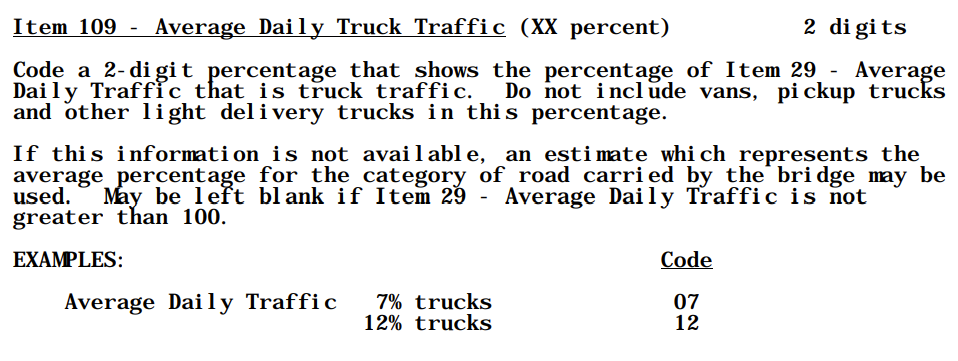 Item 109 - Average Daily Truck Traffic (XX percent) 2 digits
Code a 2-digit percentage that shows the percentage of Item 29 - Average
Daily Traffic that is truck traffic. Do not include vans, pickup trucks
and other light delivery trucks in this percentage.
If this information is not available, an estimate which represents the
average percentage for the category of road carried by the bridge may be
used. May be left blank if Item 29 - Average Daily Traffic is not
greater than 100.
EXAMPLES: Code
Average Daily Traffic 7% trucks 07
12% trucks 12